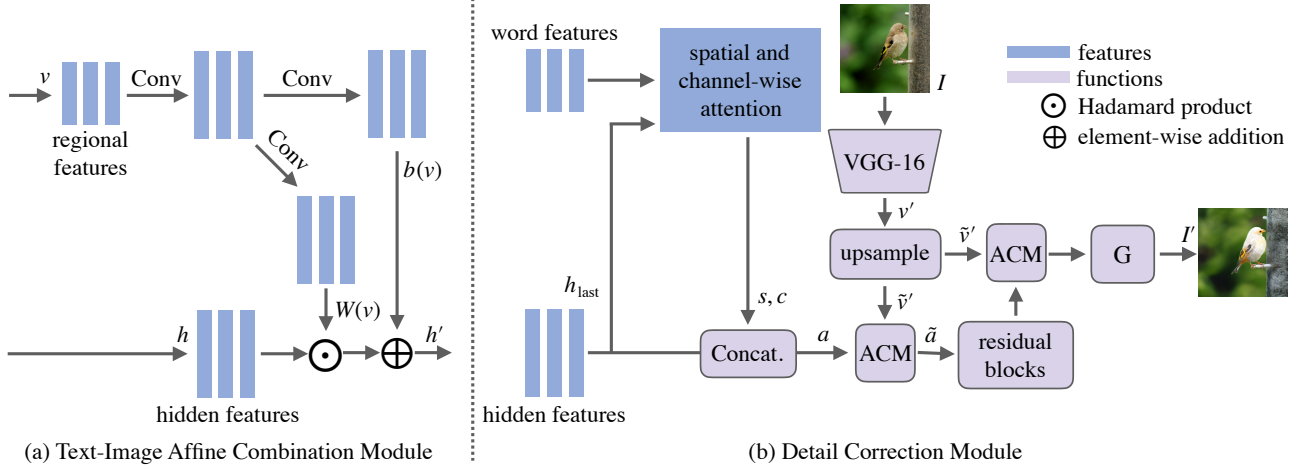 v
Conv
Conv
regional
features
Conv
b(v)
W(v)
h
h′
hidden features
(a) Text-Image Affine Combination Module
word features
spatial and
channel-wise
attention
I
VGG-16
v′
upsample
ṽ′
ACM
G
I′
h_last
s, c
ṽ′
Concat.
a
ACM
ã
residual
blocks
hidden features
(b) Detail Correction Module
features
functions
Hadamard product
element-wise addition